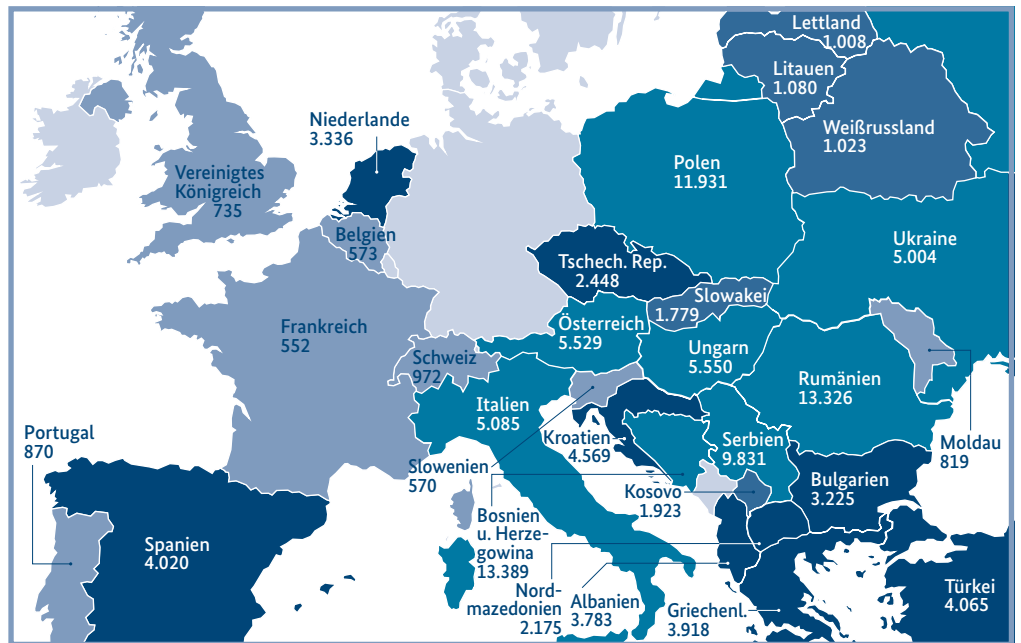 Lettland
1.008
Litauen
1.080
Weißrussland
1.023
Niederlande
3.336
Vereinigtes
Königreich
735
Polen
11.931
Belgien
573
Ukraine
5.004
Tschech. Rep.
2.448
Slowakei
1.779
Frankreich
552
Österreich
5.529
Schweiz
972
Ungarn
5.550
Rumänien
13.326
Italien
5.085
Portugal
870
Kroatien
4.569
Serbien
9.831
Moldau
819
Slowenien
570
Kosovo
1.923
Bulgarien
3.225
Bosnien
u. Herze-
gowina
13.389
Spanien
4.020
Nord-
mazedonien
2.175
Albanien
3.783
Griechenl.
3.918
Türkei
4.065